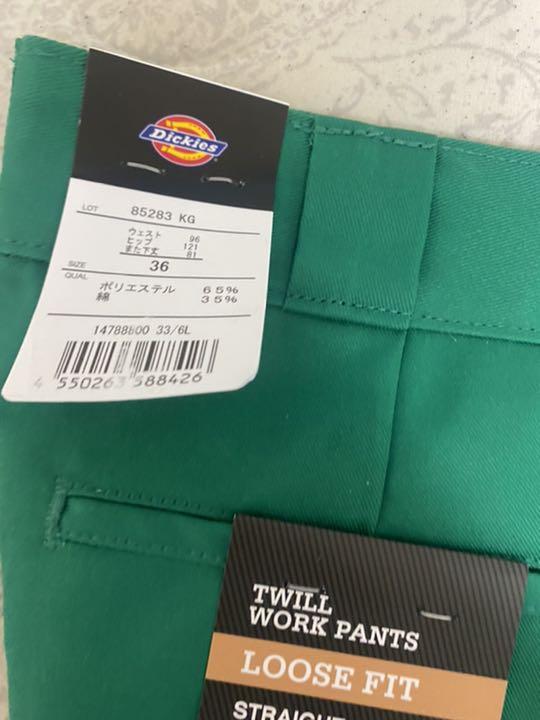 Dickies
LOT 85283 KG
ウェスト 96
ヒップ 121
また下丈 81
SIZE 36
QUAL
ポリエステル 65%
綿 35%
14788800 33/6L
4 550263 588426
TWILL
WORK PANTS
LOOSE FIT